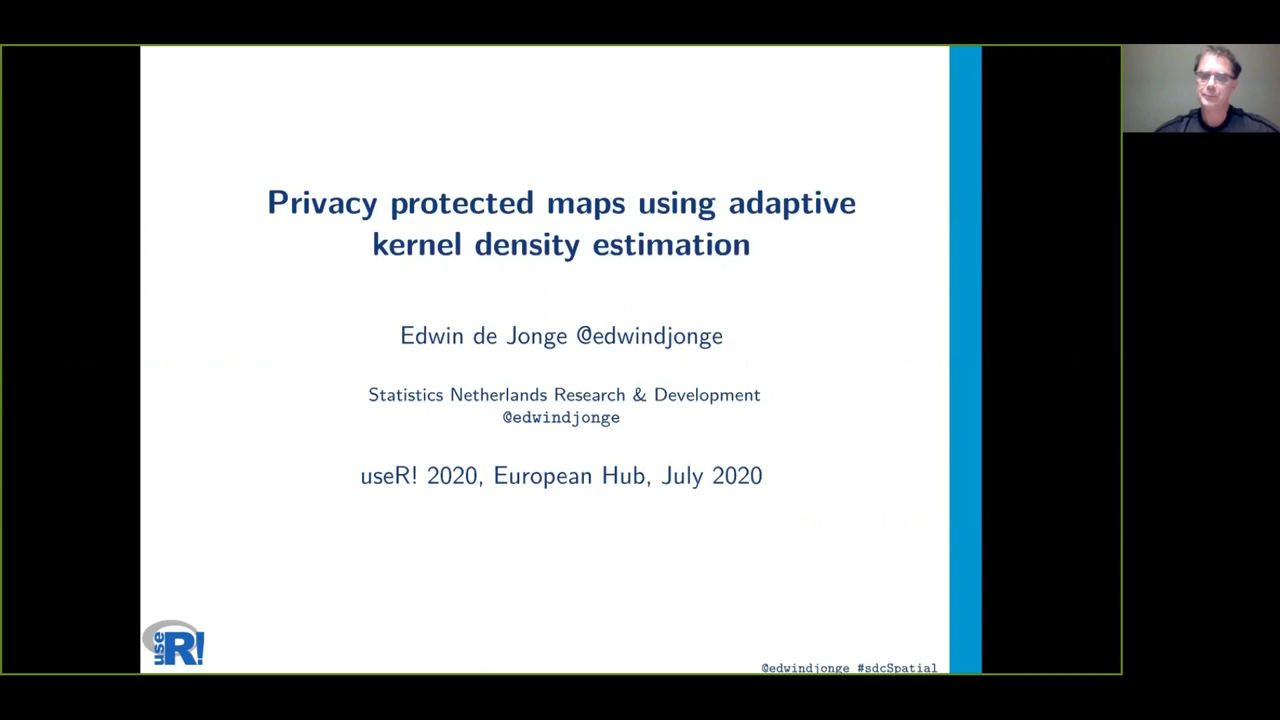 Privacy protected maps using adaptive
kernel density estimation
Edwin de Jonge @edwindjonge
Statistics Netherlands Research & Development
@edwindjonge
useR! 2020, European Hub, July 2020
useR!
@edwindjonge #sdcSpatial